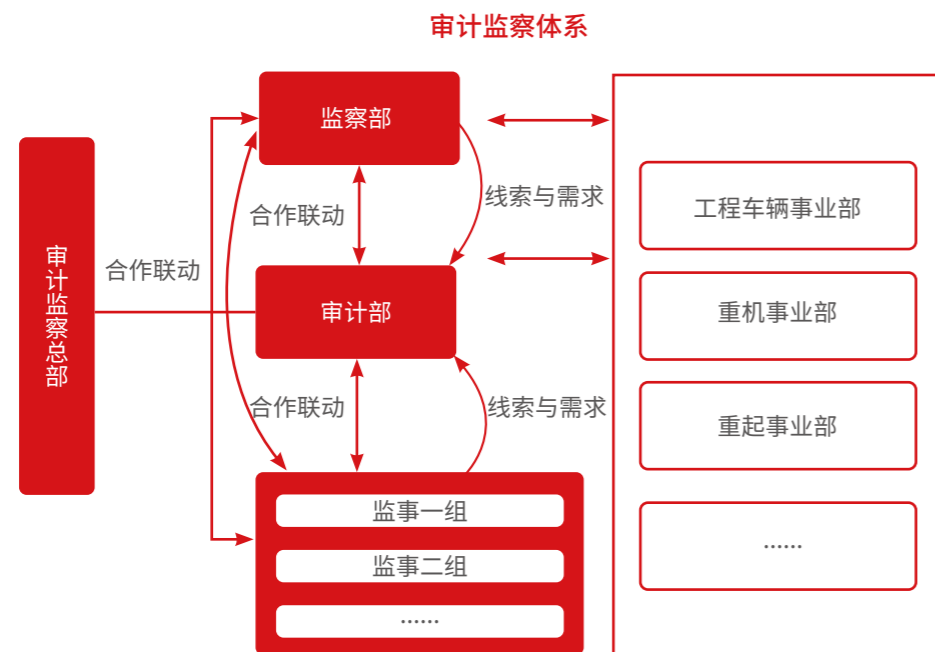 审计监察体系
监察部
线索与需求
合作联动
工程车辆事业部
审计监察总部
合作联动
审计部
重机事业部
合作联动
线索与需求
重起事业部
监事一组
监事二组
......
......